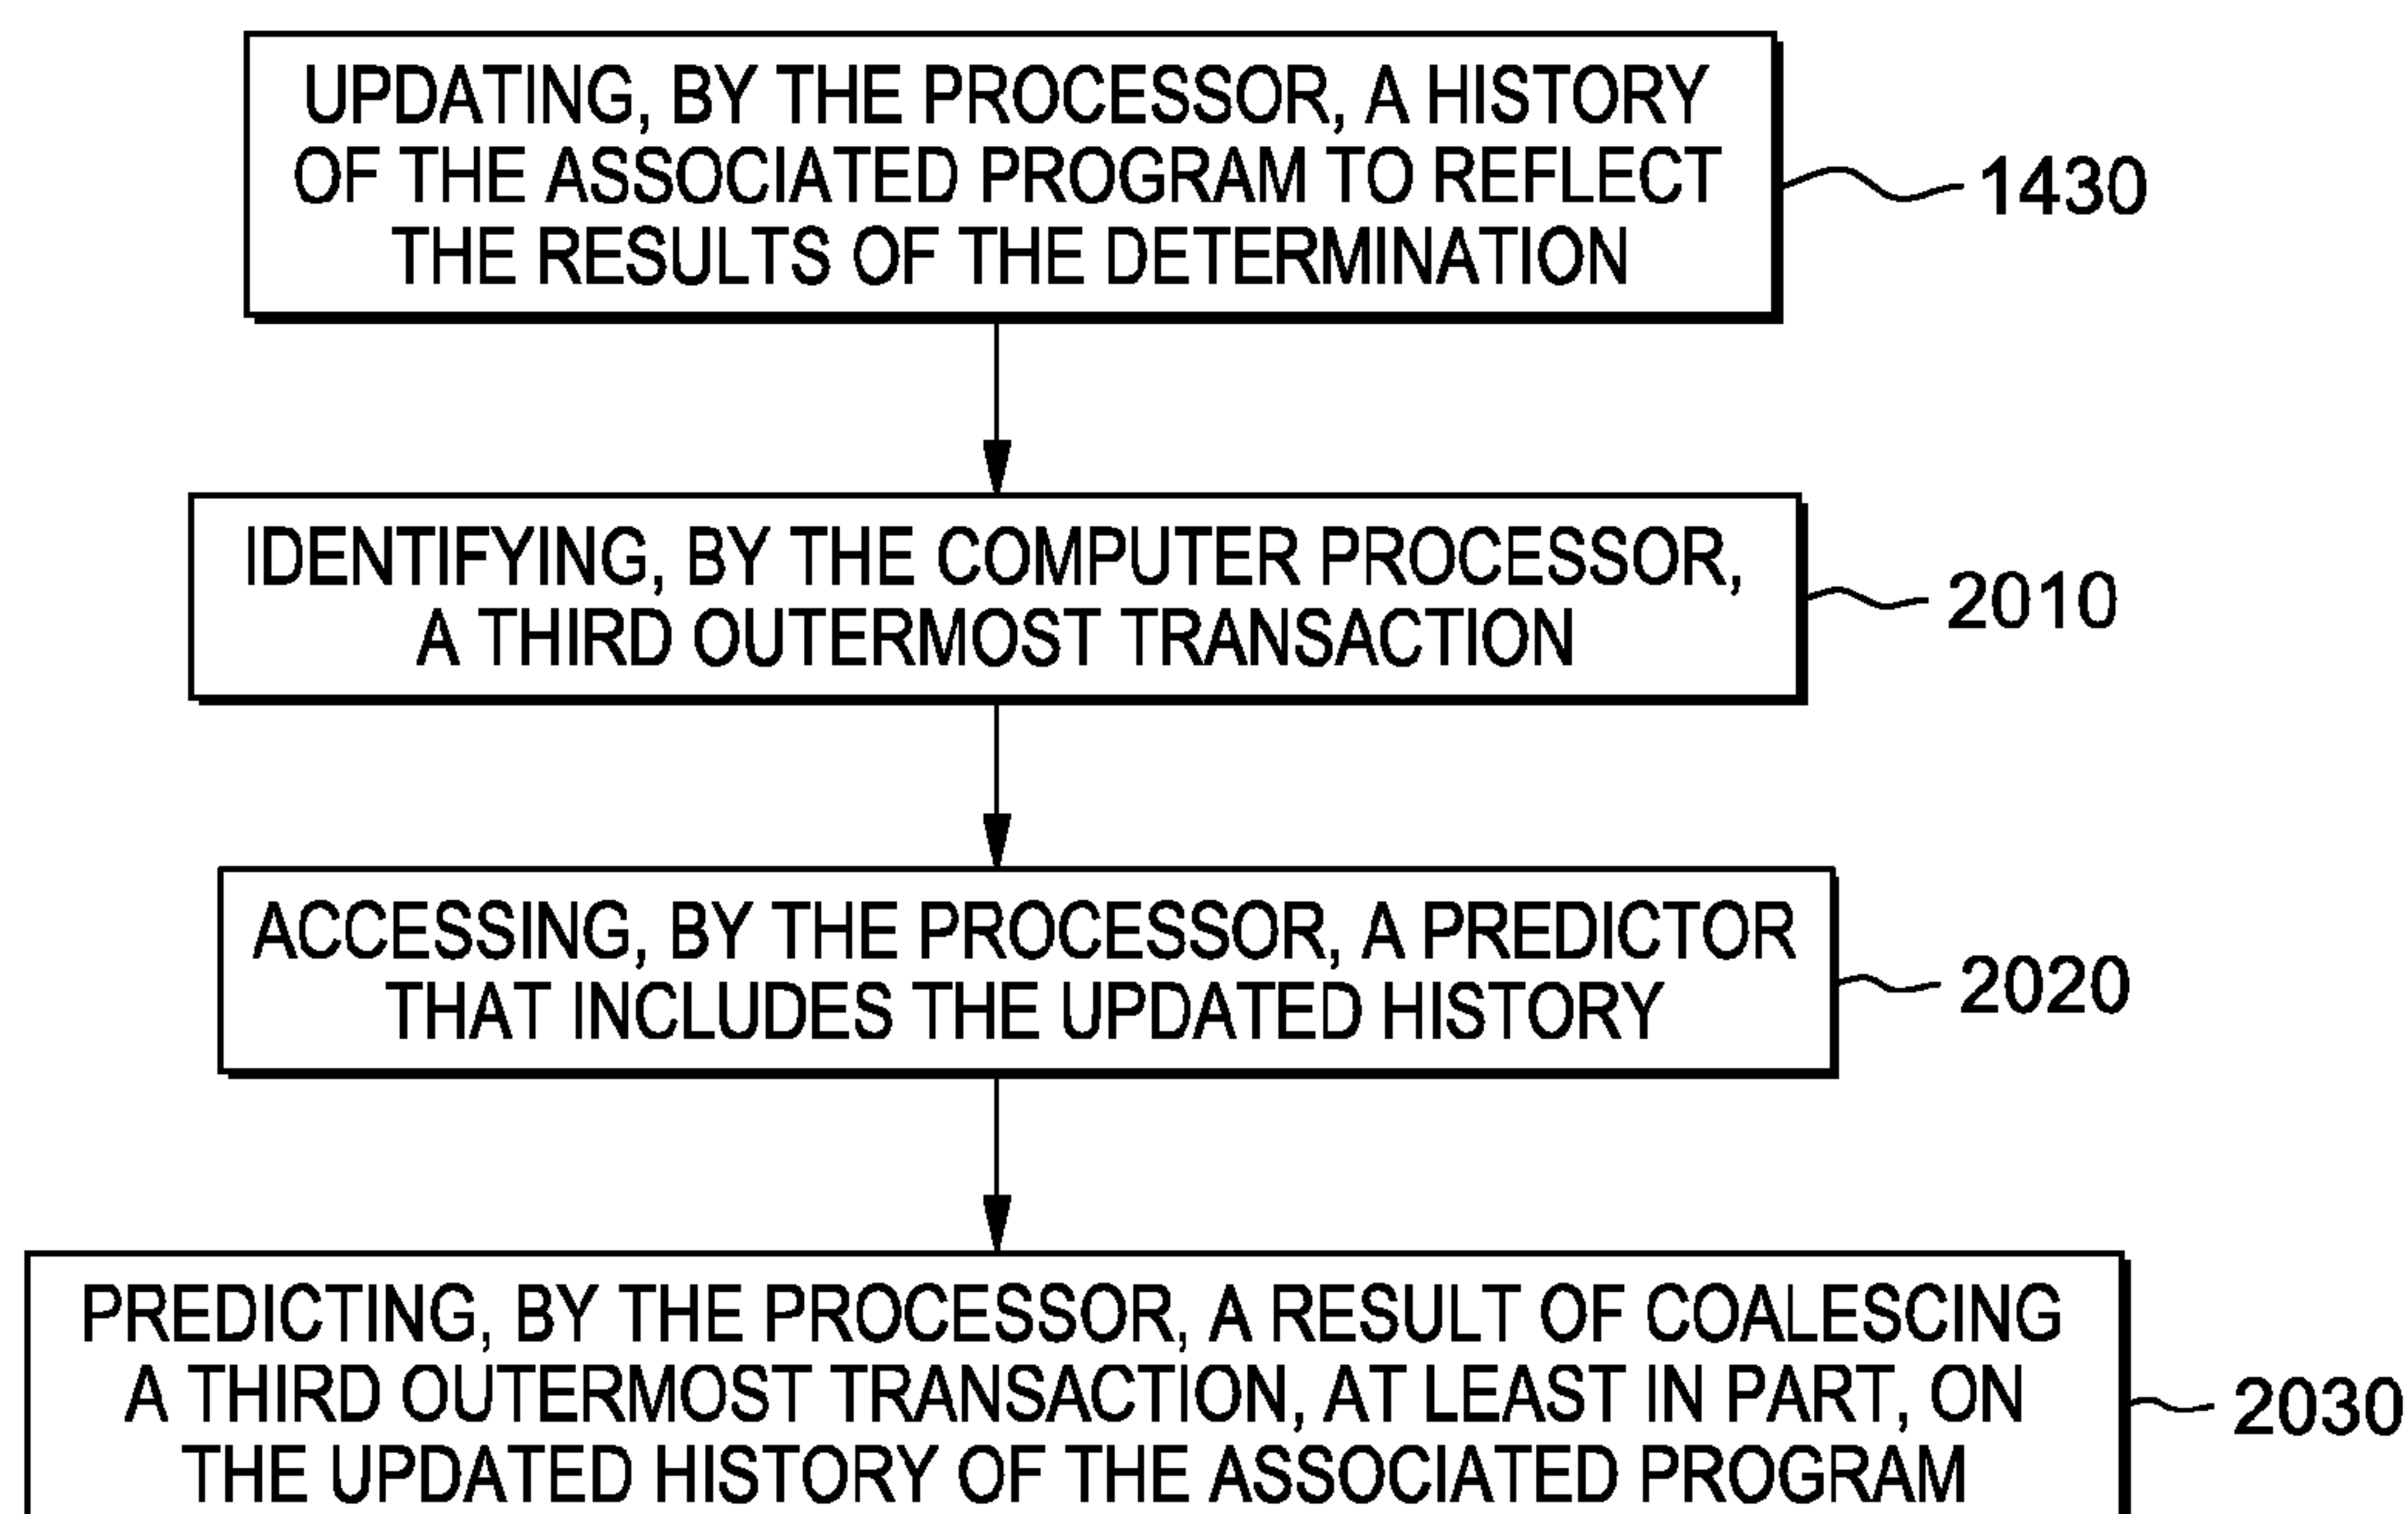 UPDATING, BY THE PROCESSOR, A HISTORY
OF THE ASSOCIATED PROGRAM TO REFLECT
THE RESULTS OF THE DETERMINATION
1430
IDENTIFYING, BY THE COMPUTER PROCESSOR,
A THIRD OUTERMOST TRANSACTION
2010
ACCESSING, BY THE PROCESSOR, A PREDICTOR
THAT INCLUDES THE UPDATED HISTORY
2020
PREDICTING, BY THE PROCESSOR, A RESULT OF COALESCING
A THIRD OUTERMOST TRANSACTION, AT LEAST IN PART, ON
THE UPDATED HISTORY OF THE ASSOCIATED PROGRAM
2030